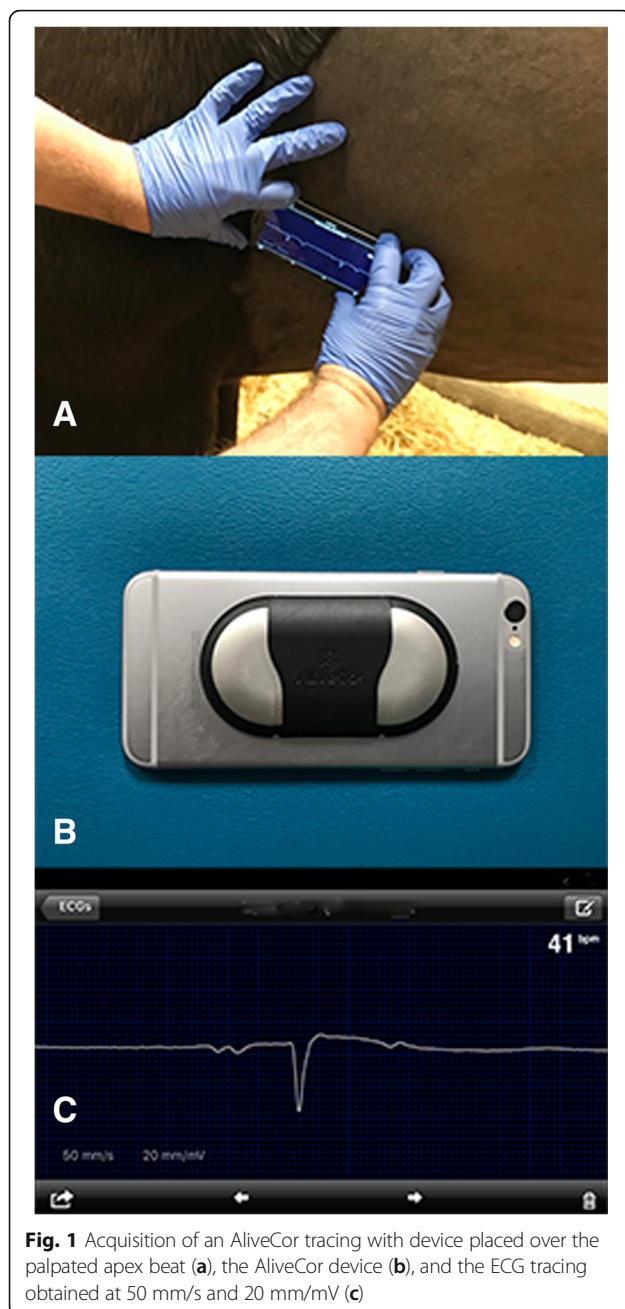 A
AliveCor
B
ECGs
41 bpm
C
50 mm/s 20 mm/mV
Fig. 1 Acquisition of an AliveCor tracing with device placed over the
palpated apex beat (a), the AliveCor device (b), and the ECG tracing
obtained at 50 mm/s and 20 mm/mV (c)